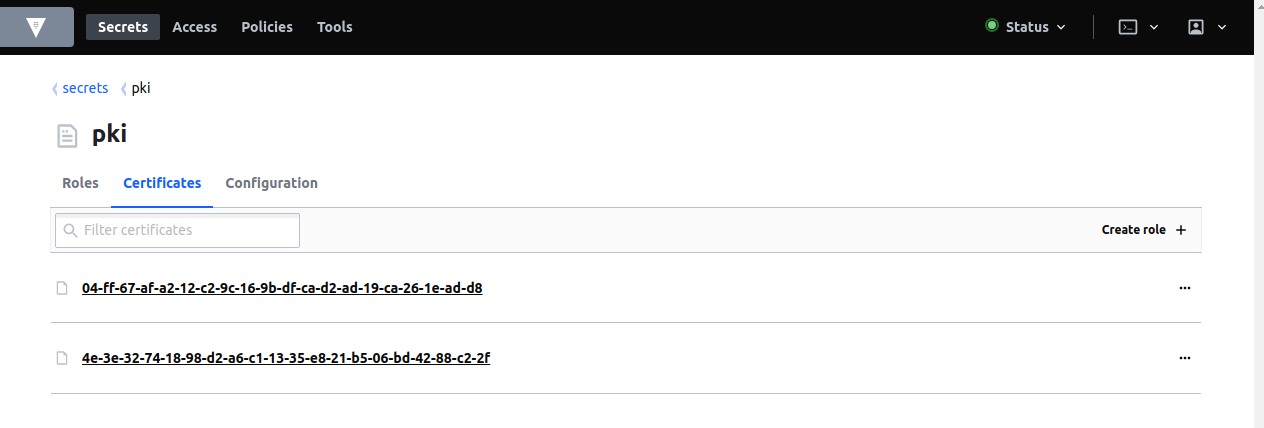 Secrets Access Policies Tools Status
secrets pki
pki
Roles Certificates Configuration
Filter certificates Create role +
04-ff-67-af-a2-12-c2-9c-16-9b-df-ca-d2-ad-19-ca-26-1e-ad-d8 ...
4e-3e-32-74-18-98-d2-a6-c1-13-35-e8-21-b5-06-bd-42-88-c2-2f ...